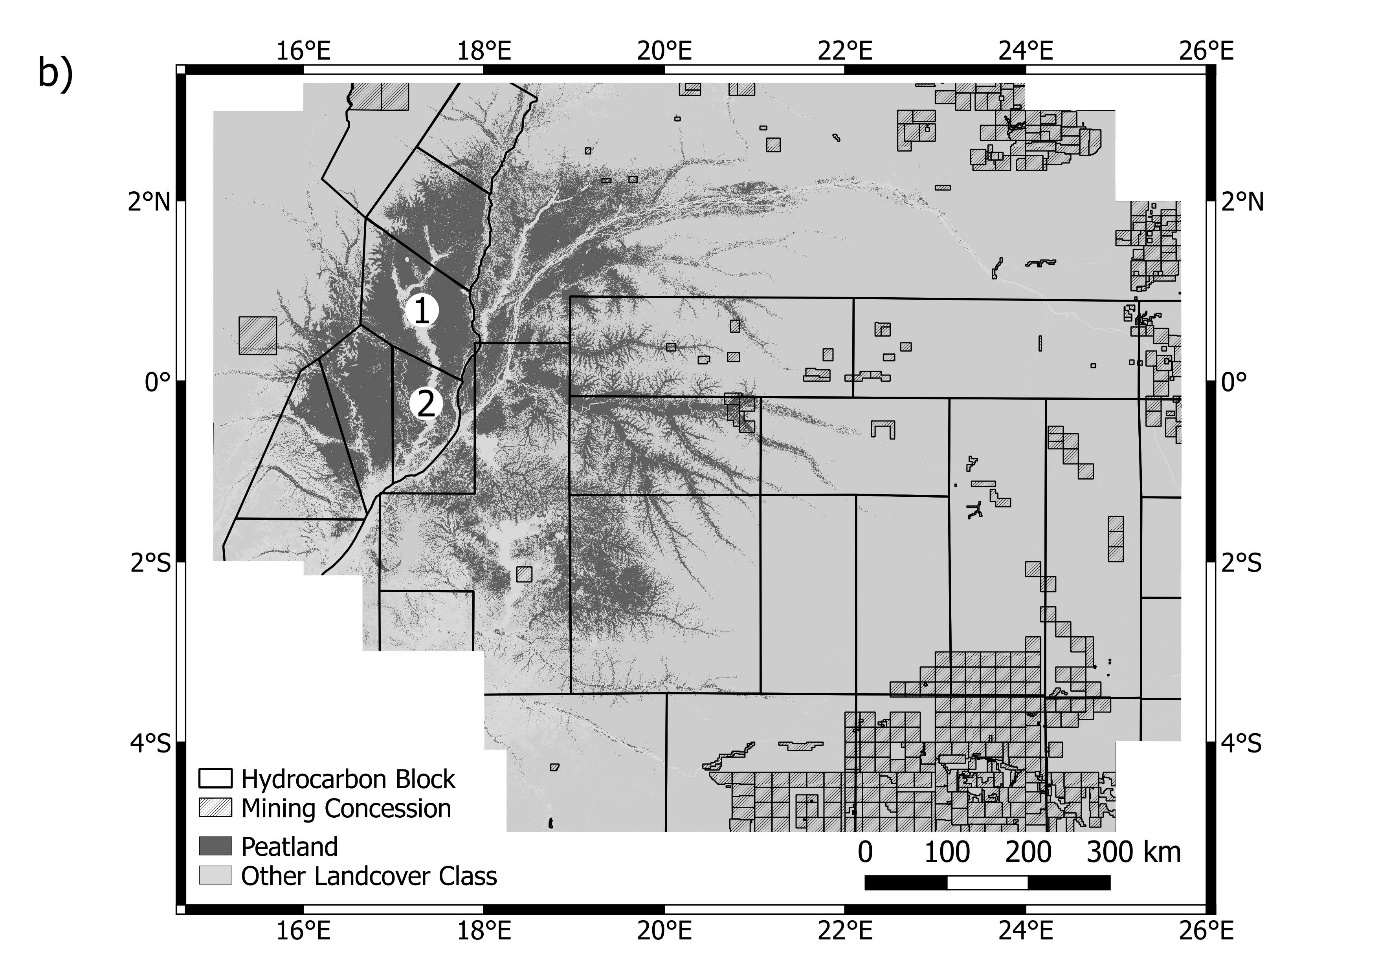 b)
16°E 18°E 20°E 22°E 24°E 26°E
2°N 2°N
1
0° 0°
2
2°S 2°S
4°S 4°S
Hydrocarbon Block
Mining Concession
Peatland
Other Landcover Class
0 100 200 300 km
16°E 18°E 20°E 22°E 24°E 26°E